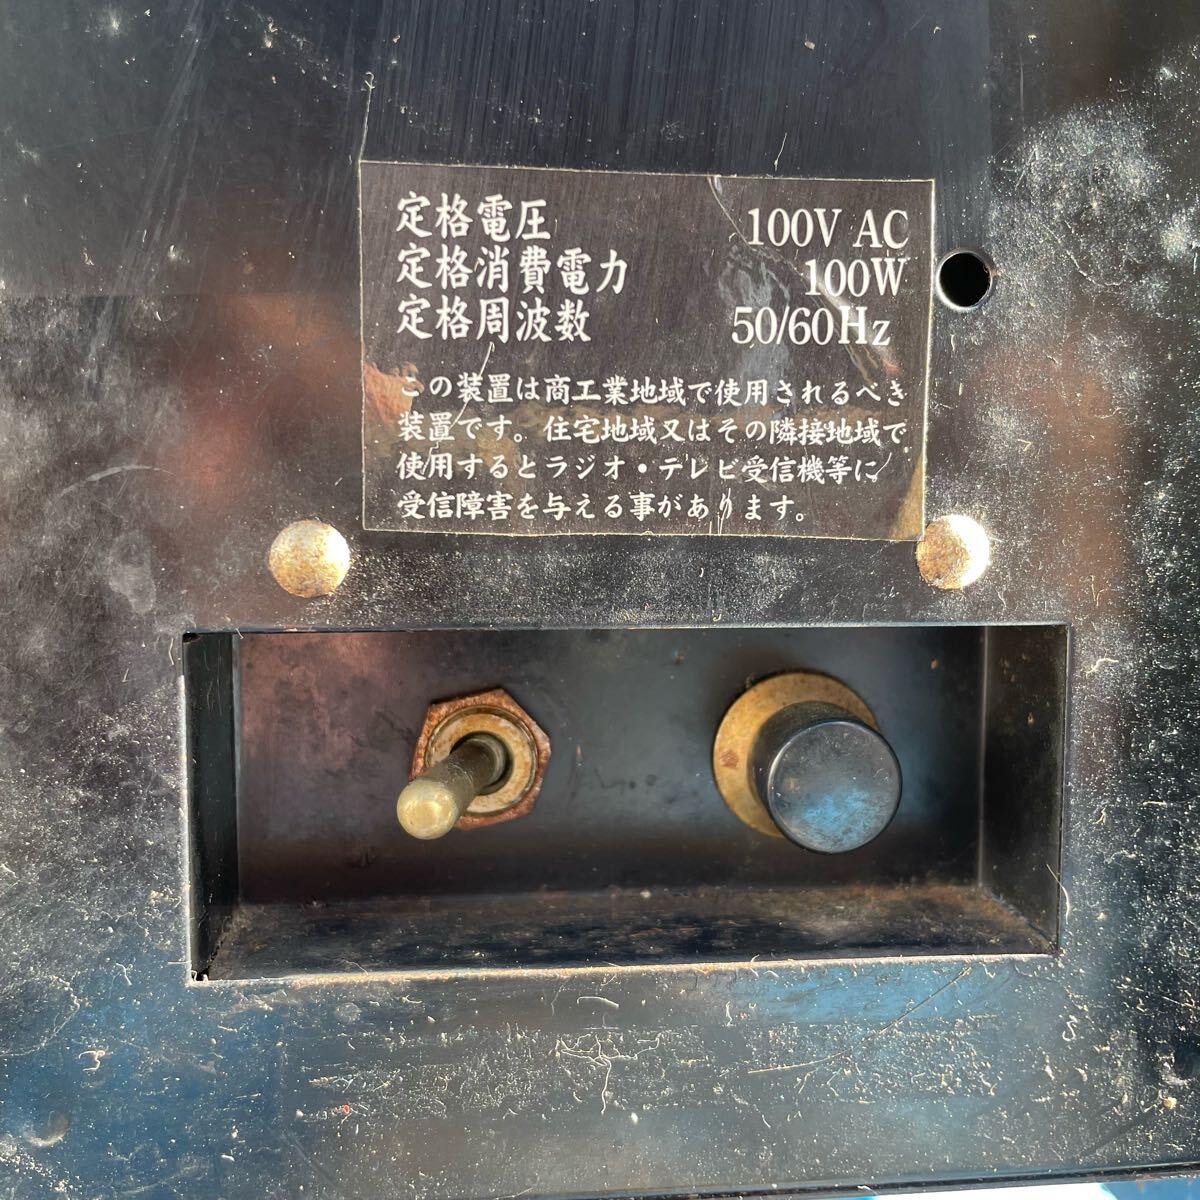 定格電圧 100V AC
定格消費電力 100W
定格周波数 50/60Hz
この装置は商工業地域で使用されるべき
装置です。住宅地域又はその隣接地域で
使用するとラジオ・テレビ受信機等に
受信障害を与える事があります。